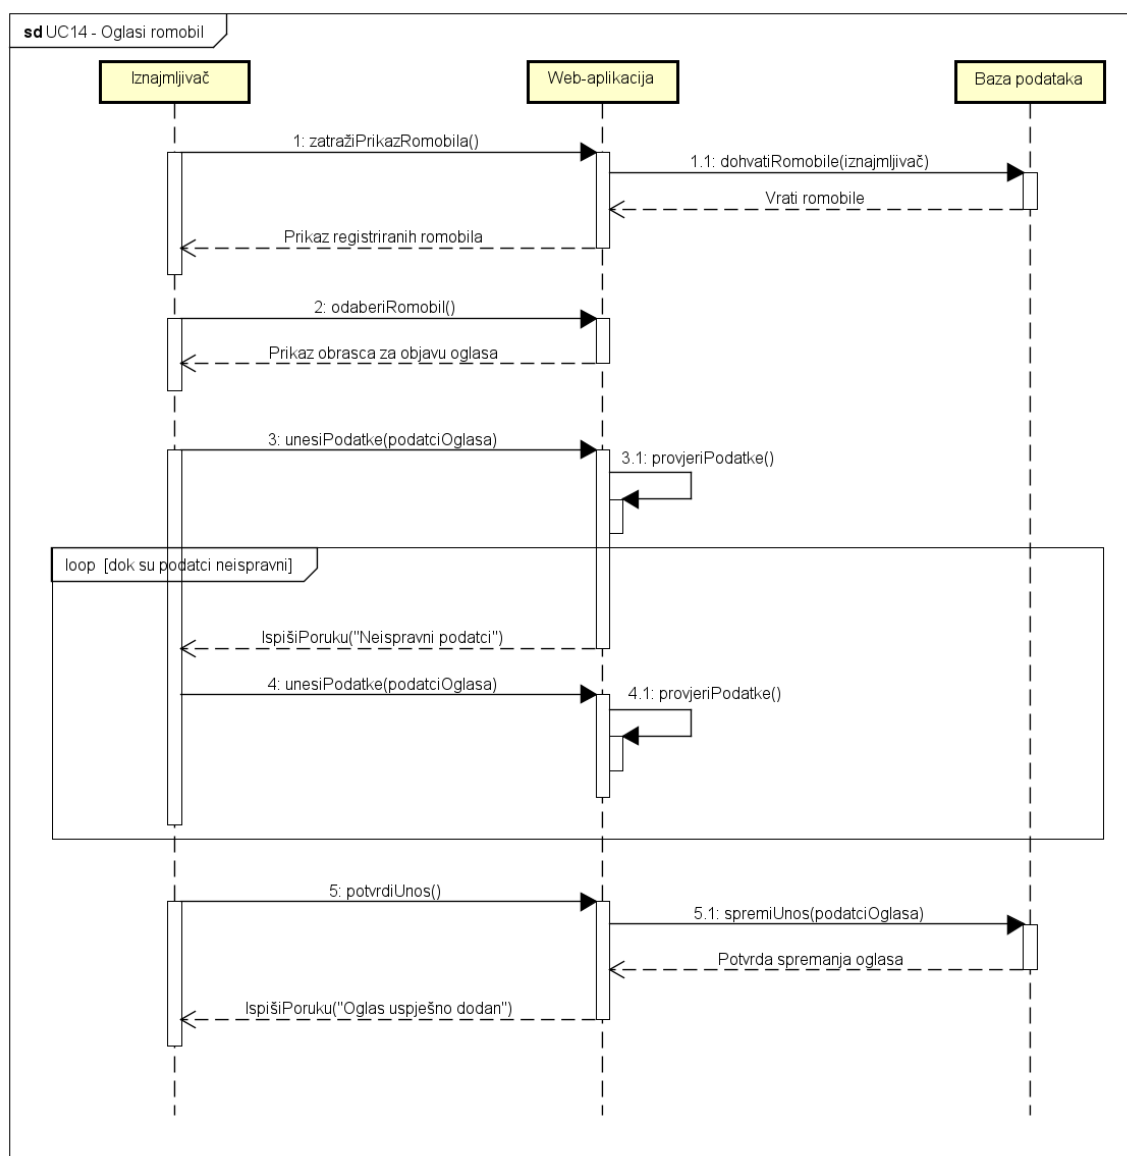 sd UC14 - Oglasi romobil
Iznajmljivač
Web-aplikacija
Baza podataka
1: zatražiPrikazRomobila()
1.1: dohvatiRomobile(iznajmljivač)
Vrati romobile
Prikaz registriranih romobila
2: odaberiRomobil()
Prikaz obrasca za objavu oglasa
3: unesiPodatke(podatciOglasa)
3.1: provjeriPodatke()
loop [dok su podatci neispravni]
IspišiPoruku("Neispravni podatci")
4: unesiPodatke(podatciOglasa)
4.1: provjeriPodatke()
5: potvrdiUnos()
5.1: spremiUnos(podatciOglasa)
Potvrda spremanja oglasa
IspišiPoruku("Oglas uspješno dodan")